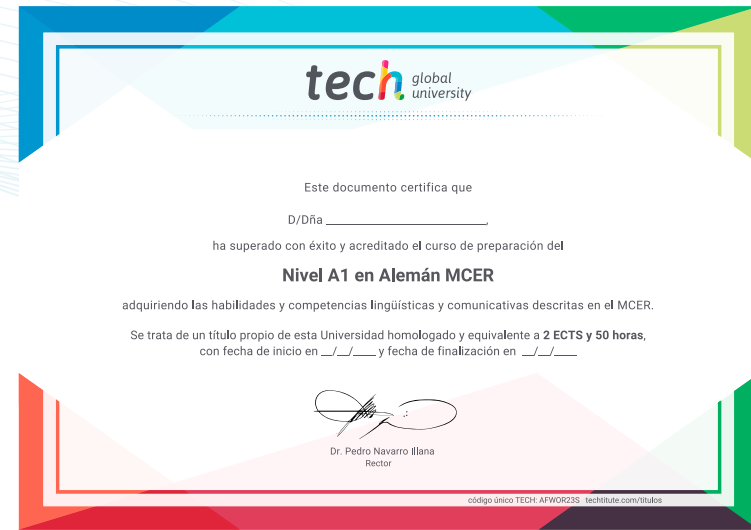 tech global university
Este documento certifica que
D/Dña ______________________,
ha superado con éxito y acreditado el curso de preparación del
Nivel A1 en Alemán MCER
adquiriendo las habilidades y competencias lingüísticas y comunicativas descritas en el MCER.
Se trata de un título propio de esta Universidad homologado y equivalente a 2 ECTS y 50 horas,
con fecha de inicio en __/__/____ y fecha de finalización en __/__/____
Dr. Pedro Navarro Illana
Rector
código único TECH: AFWOR23S techtitute.com/titulos